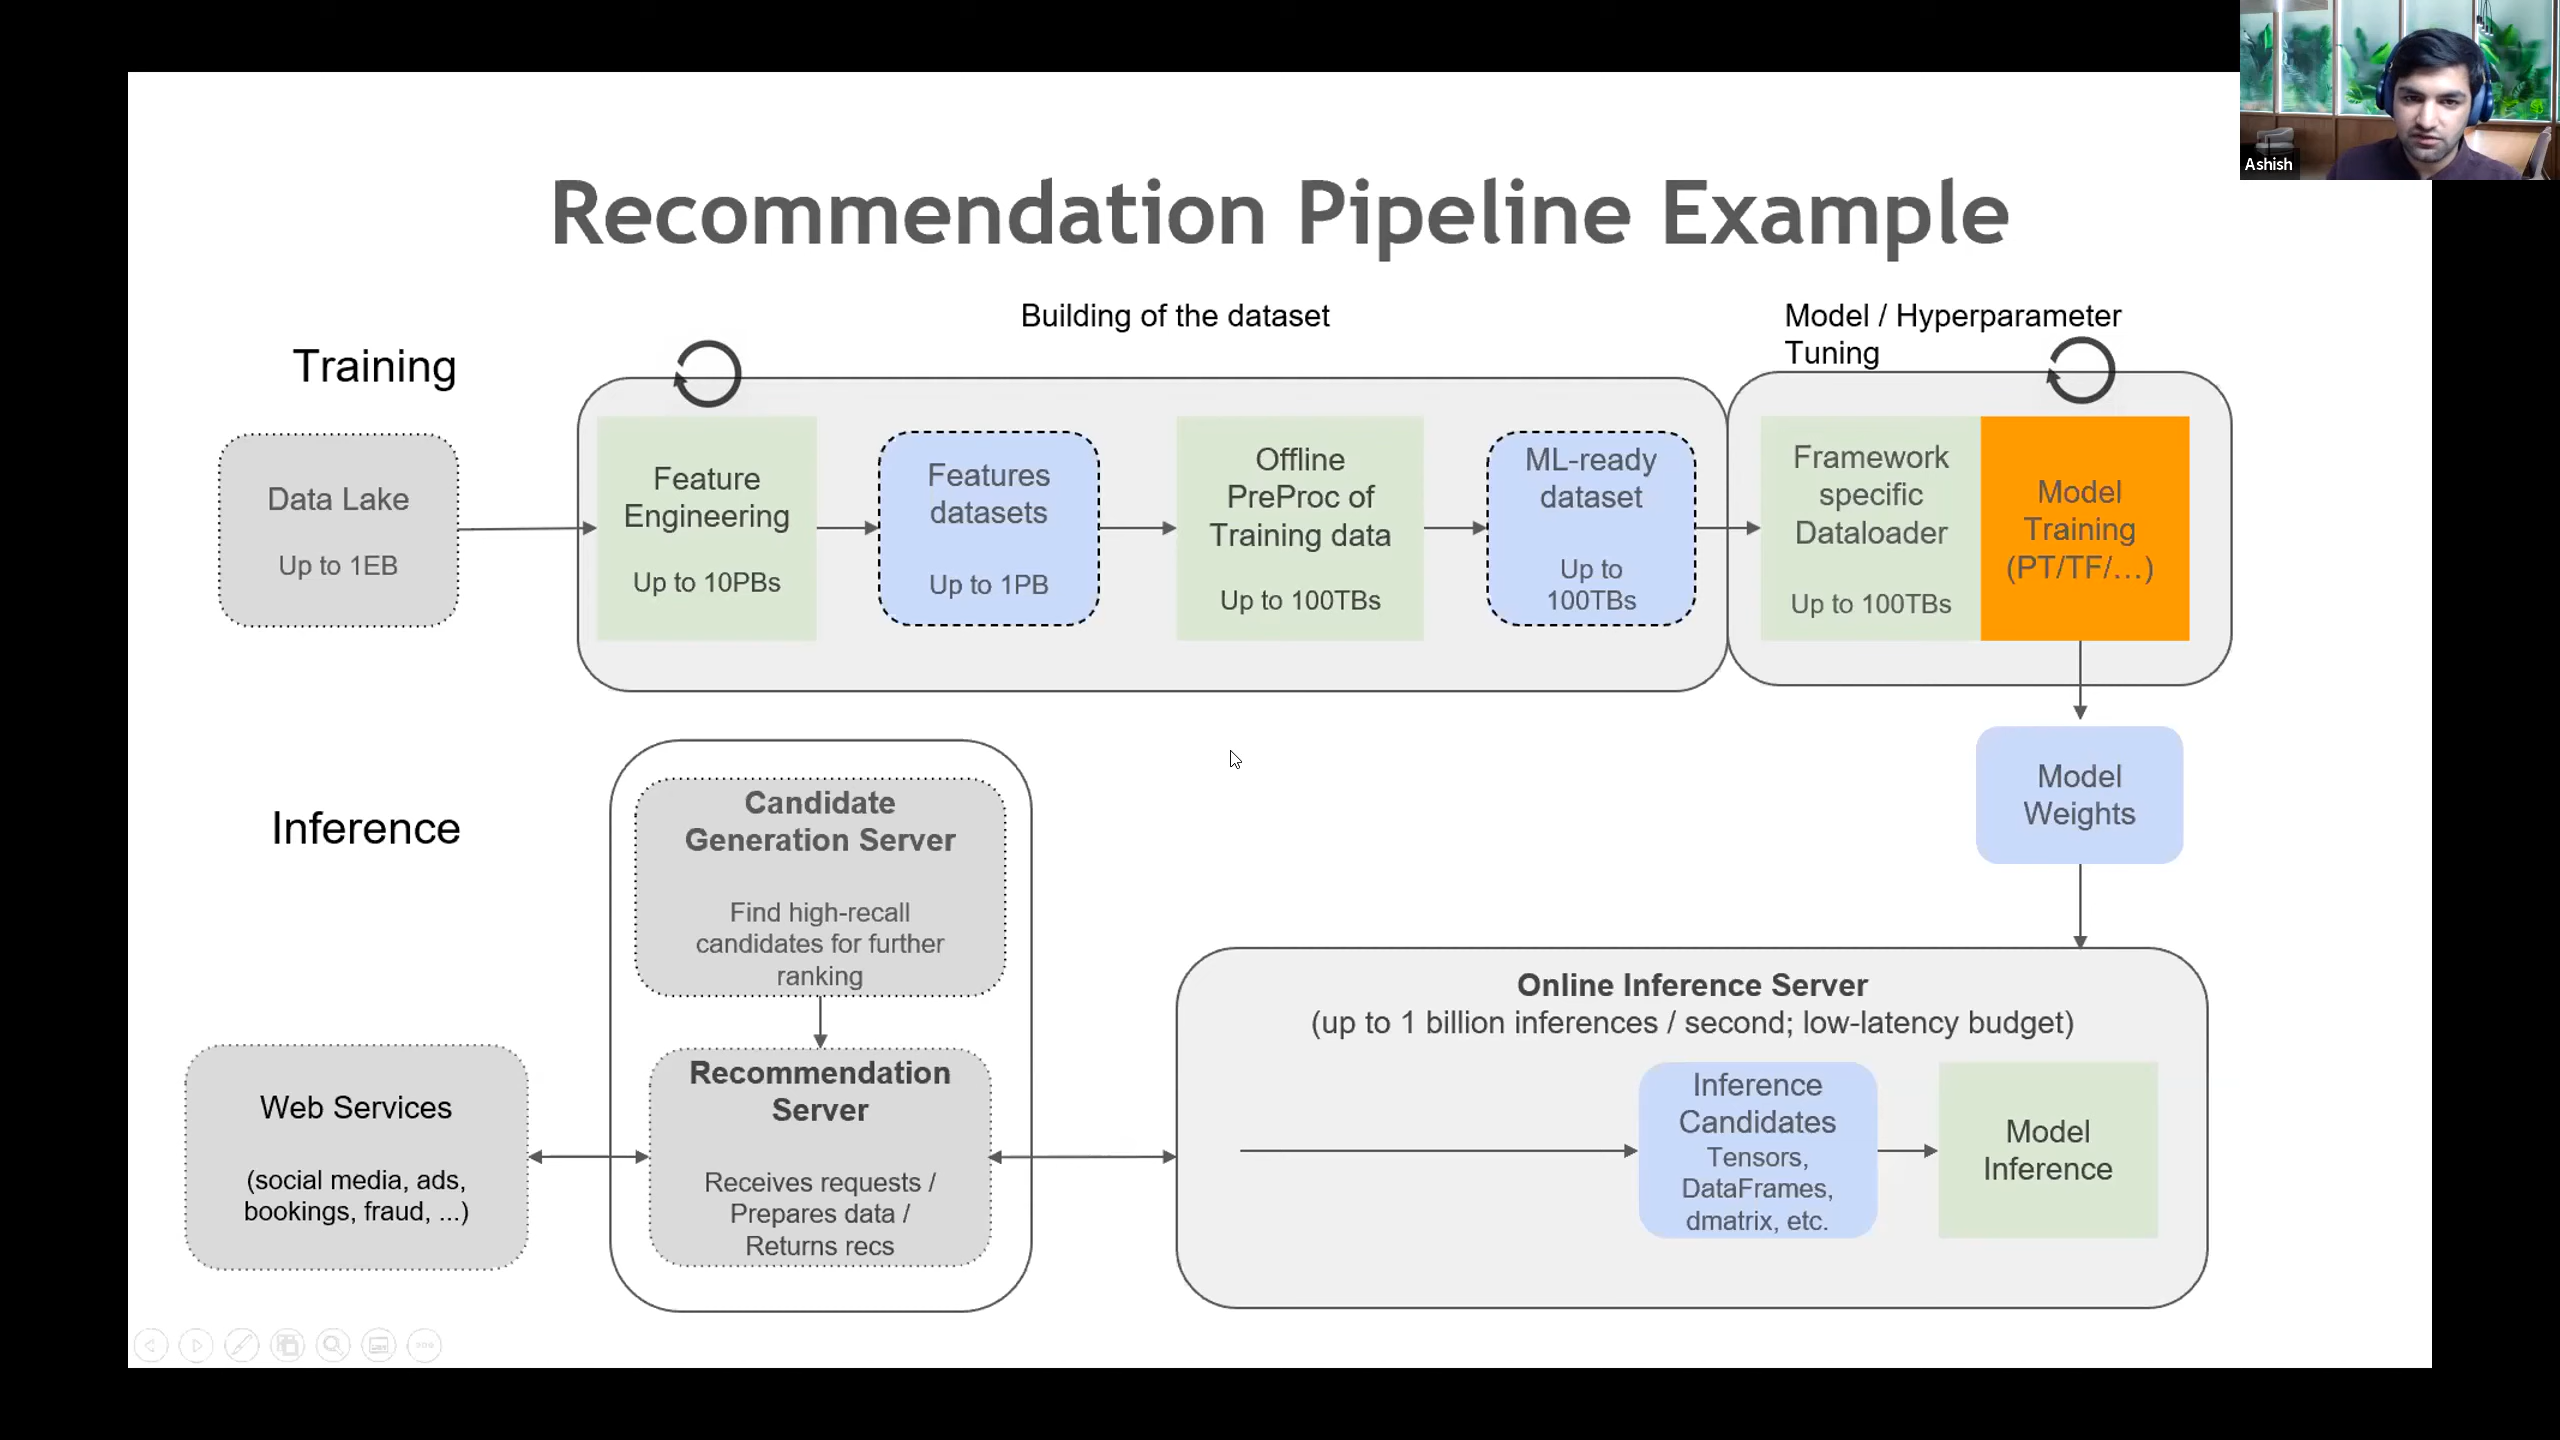 Ashish
Recommendation Pipeline Example
Building of the dataset
Model / Hyperparameter
Tuning
Training
Data Lake
Up to 1EB
Feature
Engineering
Up to 10PBs
Features
datasets
Up to 1PB
Offline
PreProc of
Training data
Up to 100TBs
ML-ready
dataset
Up to
100TBs
Framework
specific
Dataloader
Up to 100TBs
Model
Training
(PT/TF/...)
Model
Weights
Inference
Candidate
Generation Server
Find high-recall
candidates for further
ranking
Recommendation
Server
Receives requests /
Prepares data /
Returns recs
Web Services
(social media, ads,
bookings, fraud, ...)
Online Inference Server
(up to 1 billion inferences / second; low-latency budget)
Inference
Candidates
Tensors,
DataFrames,
dmatrix, etc.
Model
Inference